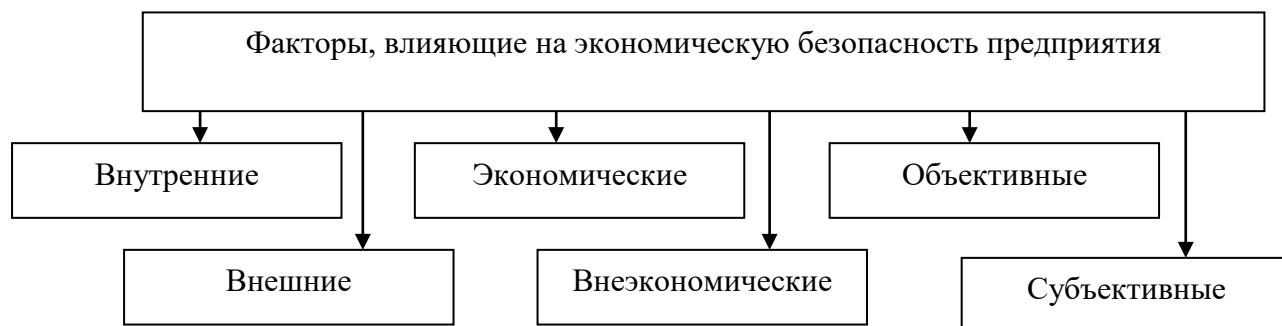 Факторы, влияющие на экономическую безопасность предприятия
Внутренние
Экономические
Объективные
Внешние
Внеэкономические
Субъективные